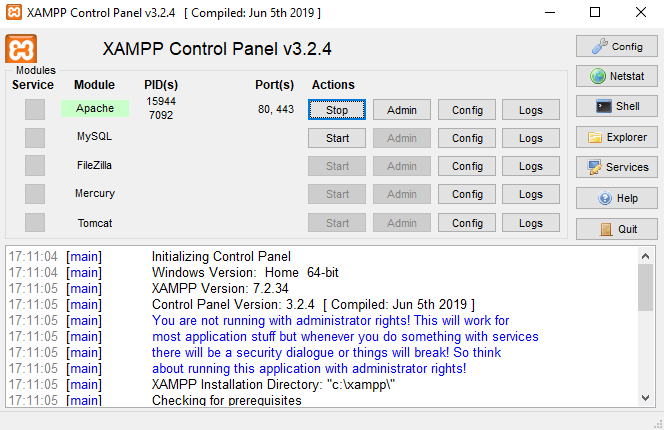 XAMPP Control Panel v3.2.4 [ Compiled: Jun 5th 2019 ]
XAMPP Control Panel v3.2.4
Config
Modules
Service Module PID(s) Port(s) Actions
Netstat
Apache 15944 7092 80, 443 Stop Admin Config Logs
Shell
MySQL Start Admin Config Logs
Explorer
FileZilla Start Admin Config Logs
Services
Mercury Start Admin Config Logs
Help
Tomcat Start Admin Config Logs
Quit
17:11:04 [main] Initializing Control Panel
17:11:04 [main] Windows Version: Home 64-bit
17:11:05 [main] XAMPP Version: 7.2.34
17:11:05 [main] Control Panel Version: 3.2.4 [ Compiled: Jun 5th 2019 ]
17:11:05 [main] You are not running with administrator rights! This will work for
17:11:05 [main] most application stuff but whenever you do something with services
17:11:05 [main] there will be a security dialogue or things will break! So think
17:11:05 [main] about running this application with administrator rights!
17:11:05 [main] XAMPP Installation Directory: "c:\xampp\"
17:11:05 [main] Checking for prerequisites